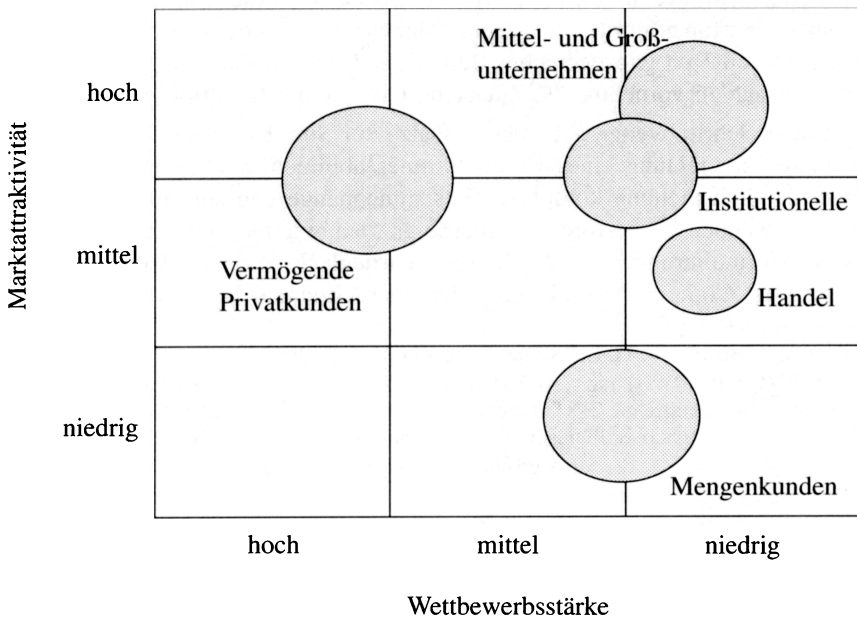 Mittel- und Groß-
unternehmen
hoch
Marktattraktivität
Institutionelle
mittel
Vermögende
Privatkunden
Handel
niedrig
Mengenkunden
hoch
mittel
niedrig
Wettbewerbsstärke